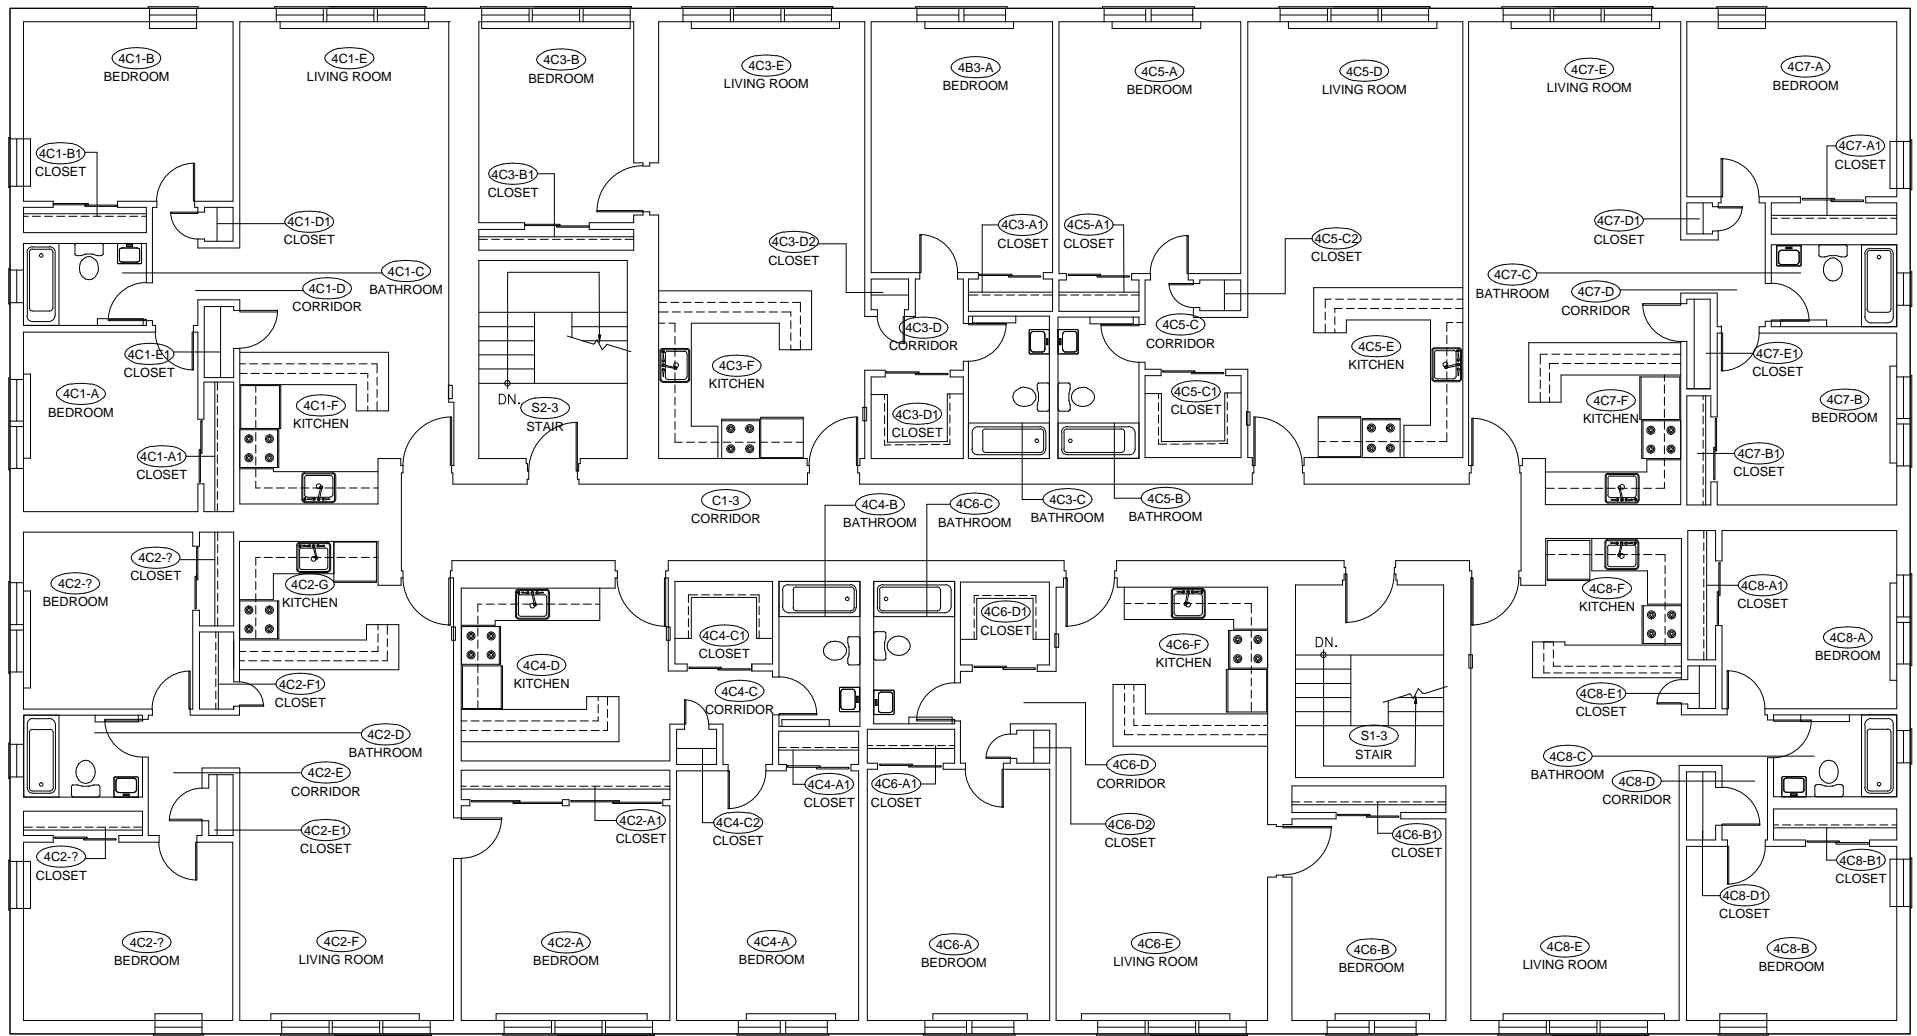 4C1-B
BEDROOM
4C1-E
LIVING ROOM
4C3-B
BEDROOM
4C3-E
LIVING ROOM
4B3-A
BEDROOM
4C5-A
BEDROOM
4C5-D
LIVING ROOM
4C7-E
LIVING ROOM
4C7-A
BEDROOM
4C1-B1
CLOSET
4C3-B1
CLOSET
4C7-A1
CLOSET
4C1-D1
CLOSET
4C3-D2
CLOSET
4C3-A1
CLOSET
4C5-A1
CLOSET
4C5-C2
CLOSET
4C7-D1
CLOSET
4C1-C
BATHROOM
4C1-D
CORRIDOR
4C7-C
BATHROOM
4C7-D
CORRIDOR
4C3-D
CORRIDOR
4C5-C
CORRIDOR
4C1-E1
CLOSET
4C3-F
KITCHEN
4C5-E
KITCHEN
4C7-E1
CLOSET
4C1-A
BEDROOM
4C1-F
KITCHEN
DN.
S2-3
STAIR
4C3-D1
CLOSET
4C5-C1
CLOSET
4C7-F
KITCHEN
4C7-B
BEDROOM
4C1-A1
CLOSET
4C7-B1
CLOSET
C1-3
CORRIDOR
4C4-B
BATHROOM
4C6-C
BATHROOM
4C3-C
BATHROOM
4C5-B
BATHROOM
4C2-?
CLOSET
4C2-?
BEDROOM
4C2-G
KITCHEN
4C8-F
KITCHEN
4C8-A1
CLOSET
4C4-C1
CLOSET
4C6-D1
CLOSET
4C6-F
KITCHEN
DN.
4C8-A
BEDROOM
4C4-D
KITCHEN
4C2-F1
CLOSET
4C4-C
CORRIDOR
4C8-E1
CLOSET
4C2-D
BATHROOM
S1-3
STAIR
4C2-E
CORRIDOR
4C6-D
CORRIDOR
4C8-C
BATHROOM
4C8-D
CORRIDOR
4C4-A1
CLOSET
4C6-A1
CLOSET
4C2-E1
CLOSET
4C2-A1
CLOSET
4C4-C2
CLOSET
4C6-D2
CLOSET
4C6-B1
CLOSET
4C2-?
CLOSET
4C8-B1
CLOSET
4C8-D1
CLOSET
4C2-?
BEDROOM
4C2-F
LIVING ROOM
4C2-A
BEDROOM
4C4-A
BEDROOM
4C6-A
BEDROOM
4C6-E
LIVING ROOM
4C6-B
BEDROOM
4C8-E
LIVING ROOM
4C8-B
BEDROOM